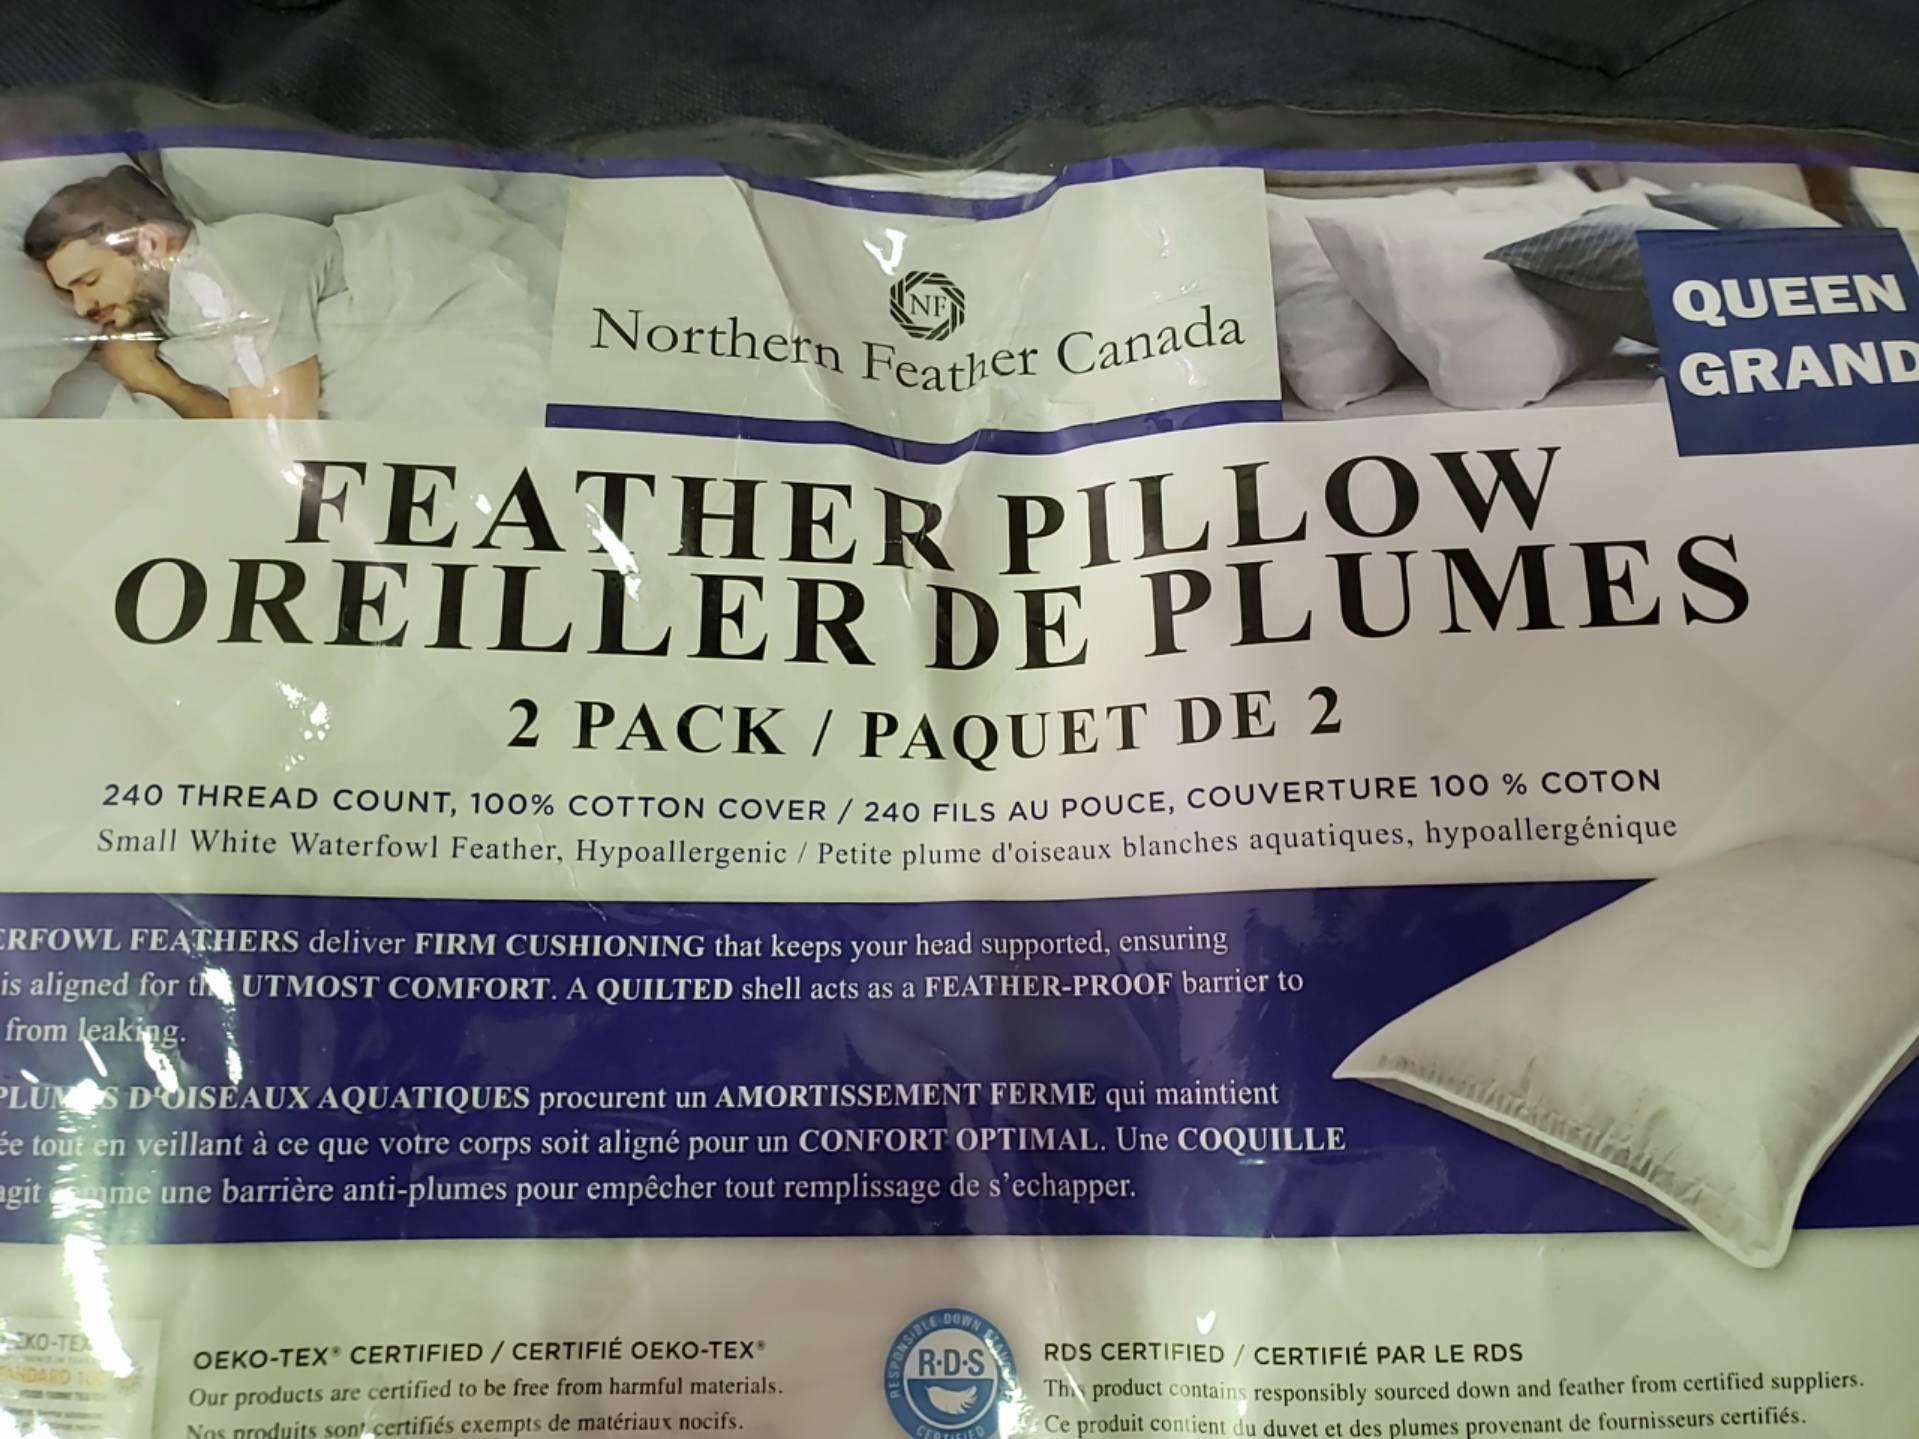 NF
Northern Feather Canada
QUEEN
GRAND
FEATHER PILLOW
OREILLER DE PLUMES
2 PACK / PAQUET DE 2
240 THREAD COUNT, 100% COTTON COVER / 240 FILS AU POUCE, COUVERTURE 100 % COTON
Small White Waterfowl Feather, Hypoallergenic / Petite plume d'oiseaux blanches aquatiques, hypoallergénique
FEATHERS deliver FIRM CUSHIONING that keeps your head supported, ensuring
is aligned for UTMOST COMFORT. A QUILTED shell acts as a FEATHER-PROOF barrier to
from leaking.
D'OISEAUX AQUATIQUES procurent un AMORTISSEMENT FERME qui maintient
tout en veillant à ce que votre corps soit aligné pour un CONFORT OPTIMAL. Une COQUILLE
une barrière anti-plumes pour empêcher tout remplissage de s'echapper.
OEKO-TEX® CERTIFIED / CERTIFIÉ OEKO-TEX®
Our products are certified to be free from harmful materials.
Nos produits sont certifiés exempts de matériaux nocifs.
RESPONSIBLE DOWN
R·D·S
CERTIFIED
RDS CERTIFIED / CERTIFIÉ PAR LE RDS
This product contains responsibly sourced down and feather from certified suppliers.
Ce produit contient du duvet et des plumes provenant de fournisseurs certifiés.